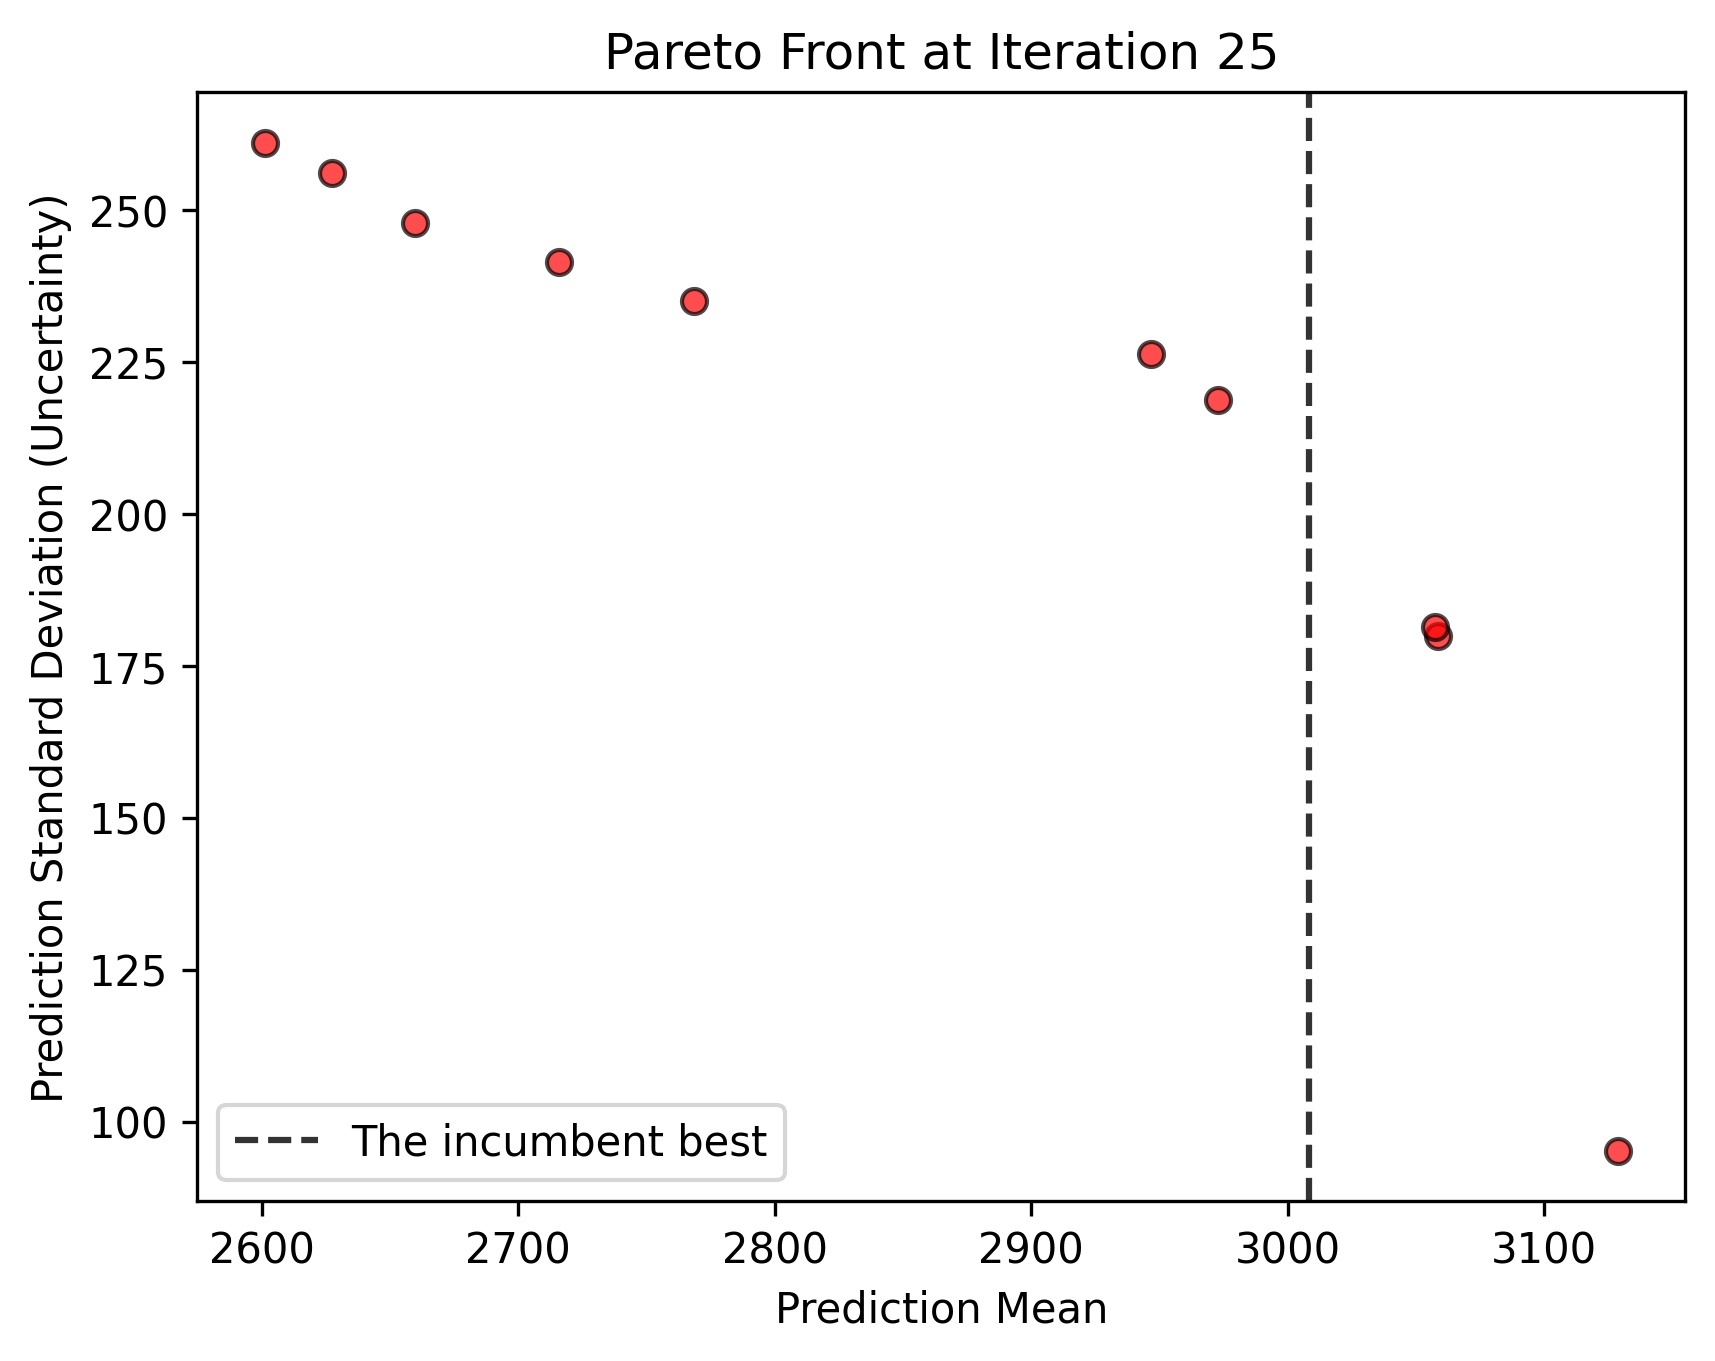 Pareto Front at Iteration 25
Prediction Standard Deviation (Uncertainty)
250
225
200
175
150
125
100
The incumbent best
2600 2700 2800 2900 3000 3100
Prediction Mean